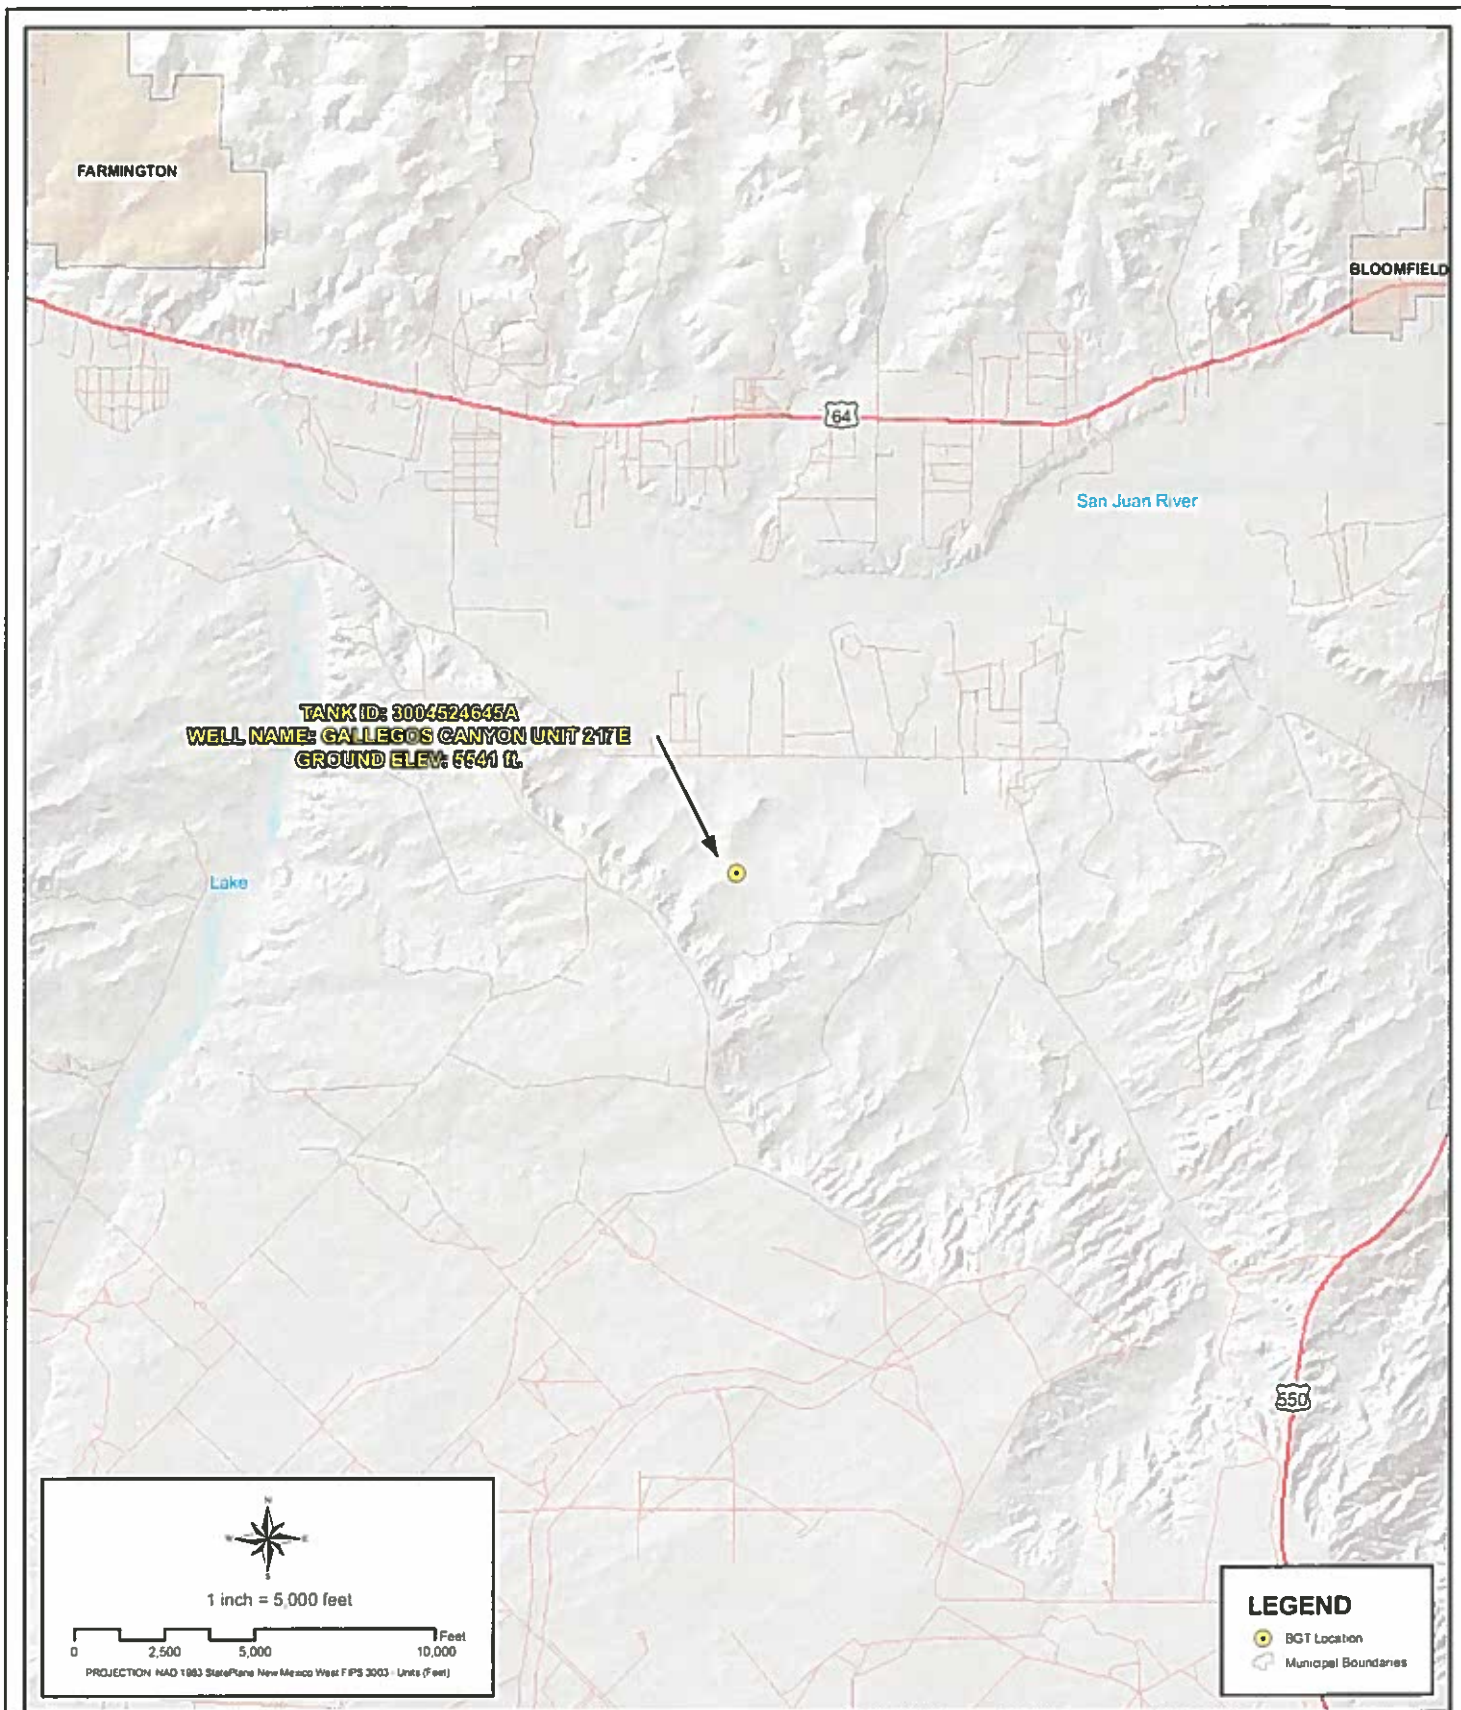 FARMINGTON
BLOOMFIELD
64
San Juan River
TANK ID: 3004524645A
WELL NAME: GALLEGOS CANYON UNIT 217E
GROUND ELEV: 5541 ft.
Lake
550
N
W E
S
1 inch = 5,000 feet
Feet
0 2,500 5,000 10,000
PROJECTION: NAD 1983 StatePlane New Mexico West FIPS 3003 - Units (Feet)
LEGEND
BGT Location
Municipal Boundaries